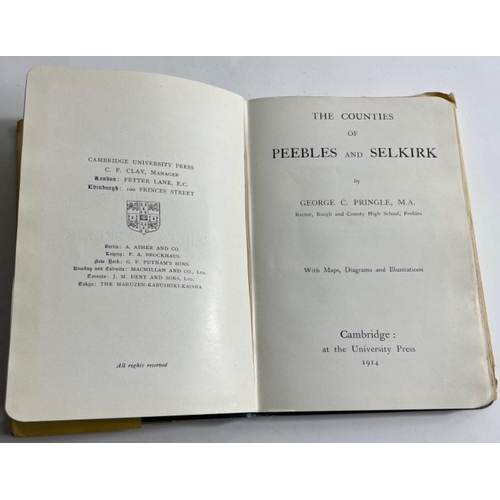 CAMBRIDGE UNIVERSITY PRESS
C. F. CLAY, MANAGER
London: FETTER LANE, E.C.
Edinburgh: 100 PRINCES STREET
Berlin: A. ASHER AND CO.
Leipzig: F. A. BROCKHAUS
New York: G. P. PUTNAM'S SONS
Bombay and Calcutta: MACMILLAN AND CO., LTD.
Toronto: J. M. DENT AND SONS, LTD.
Tokyo: THE MARUZEN-KABUSHIKI-KAISHA
All rights reserved
THE COUNTIES
OF
PEEBLES AND SELKIRK
by
GEORGE C. PRINGLE, M.A.
Rector, Burgh and County High School, Peebles
With Maps, Diagrams and Illustrations
Cambridge:
at the University Press
1914